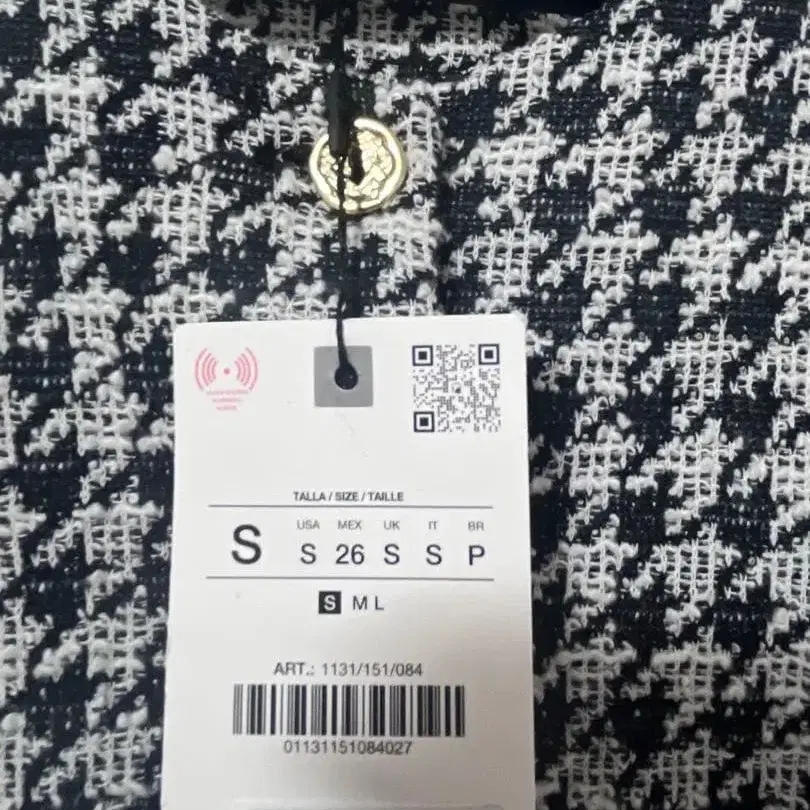 TALLA / SIZE / TAILLE
USA MEX UK IT BR
S S 26 S S P
S M L
ART.: 1131/151/084
01131151084027